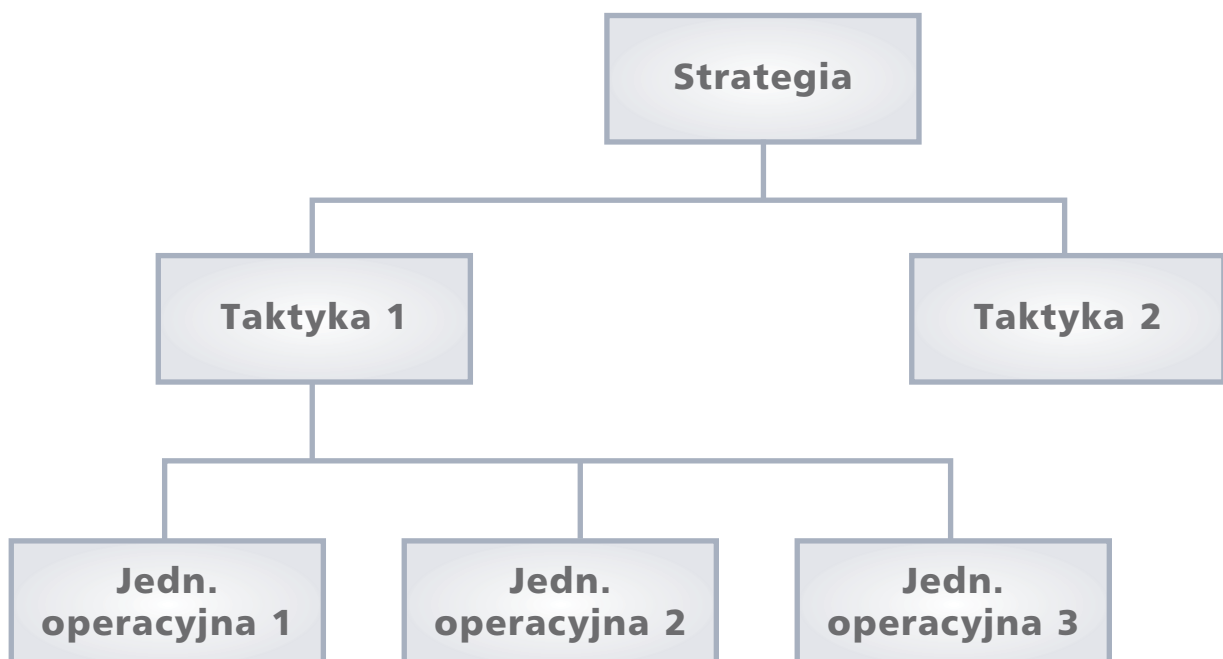 Strategia
Taktyka 1
Taktyka 2
Jedn.
operacyjna 1
Jedn.
operacyjna 2
Jedn.
operacyjna 3